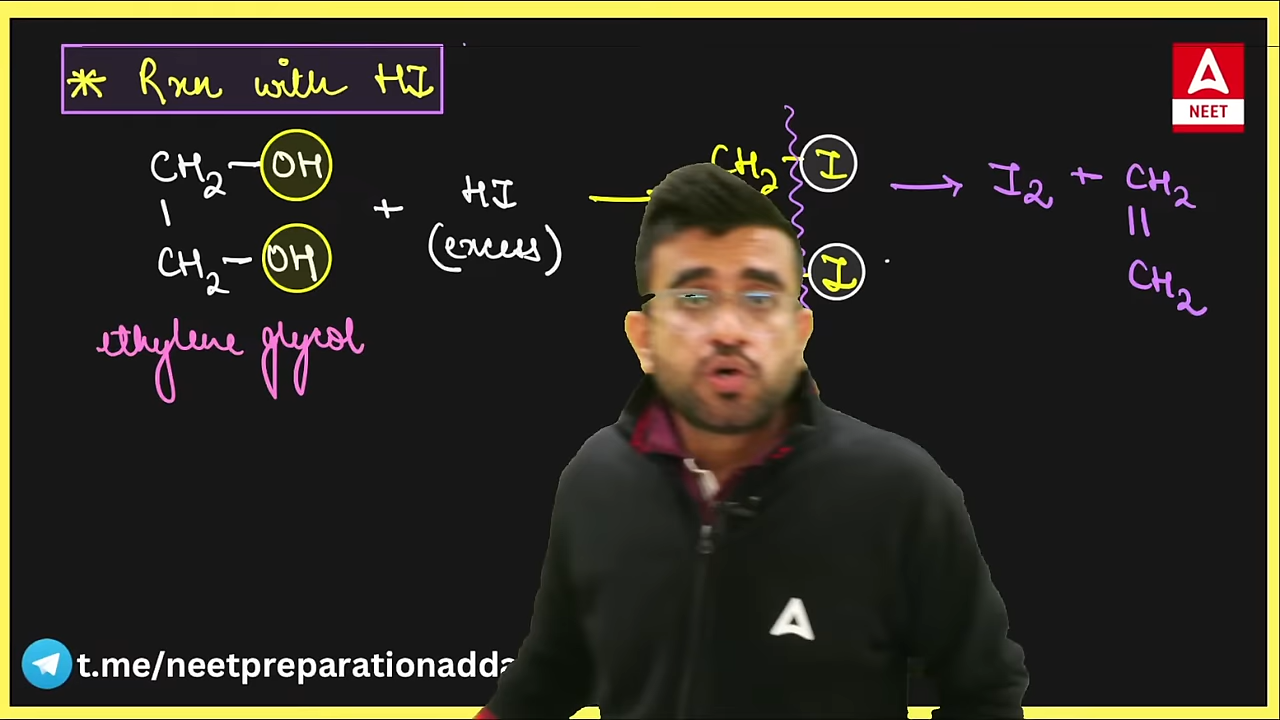 * Rxn with HI
NEET
CH2-OH
|
CH2-OH
+ HI
(excess)
→ CH2-I
I
→ I2 + CH2
||
CH2
ethylene glycol
t.me/neetpreparationadda